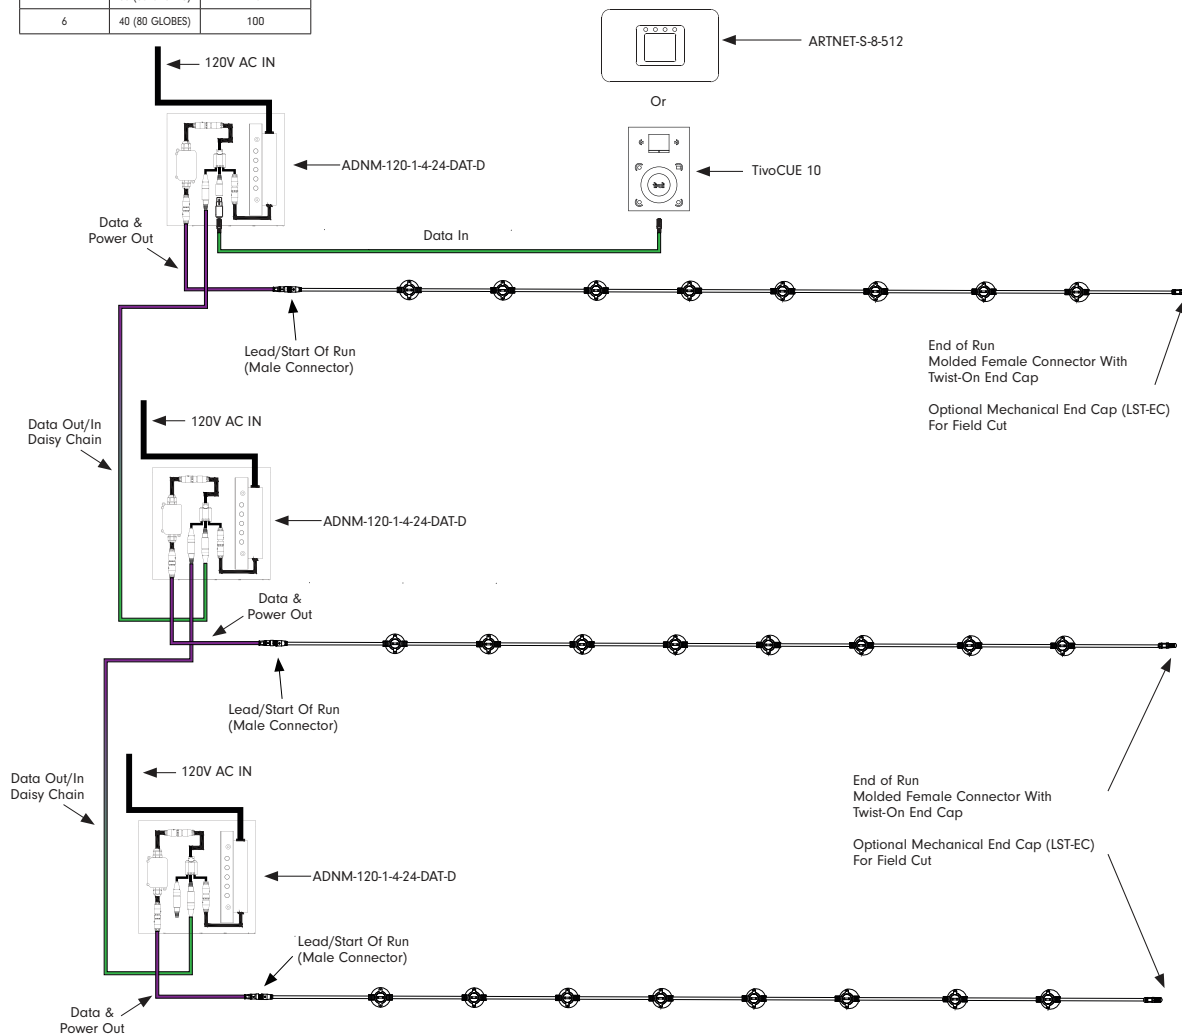 6 40 (80 GLOBES) 100
120V AC IN
ARTNET-S-8-512
Or
ADNM-120-1-4-24-DAT-D
TivoCUE 10
Data &
Power Out
Data In
Lead/Start Of Run
(Male Connector)
End of Run
Molded Female Connector With
Twist-On End Cap
Optional Mechanical End Cap (LST-EC)
For Field Cut
Data Out/In
Daisy Chain
120V AC IN
ADNM-120-1-4-24-DAT-D
Data &
Power Out
Lead/Start Of Run
(Male Connector)
Data Out/In
Daisy Chain
120V AC IN
End of Run
Molded Female Connector With
Twist-On End Cap
Optional Mechanical End Cap (LST-EC)
For Field Cut
ADNM-120-1-4-24-DAT-D
Lead/Start Of Run
(Male Connector)
Data &
Power Out